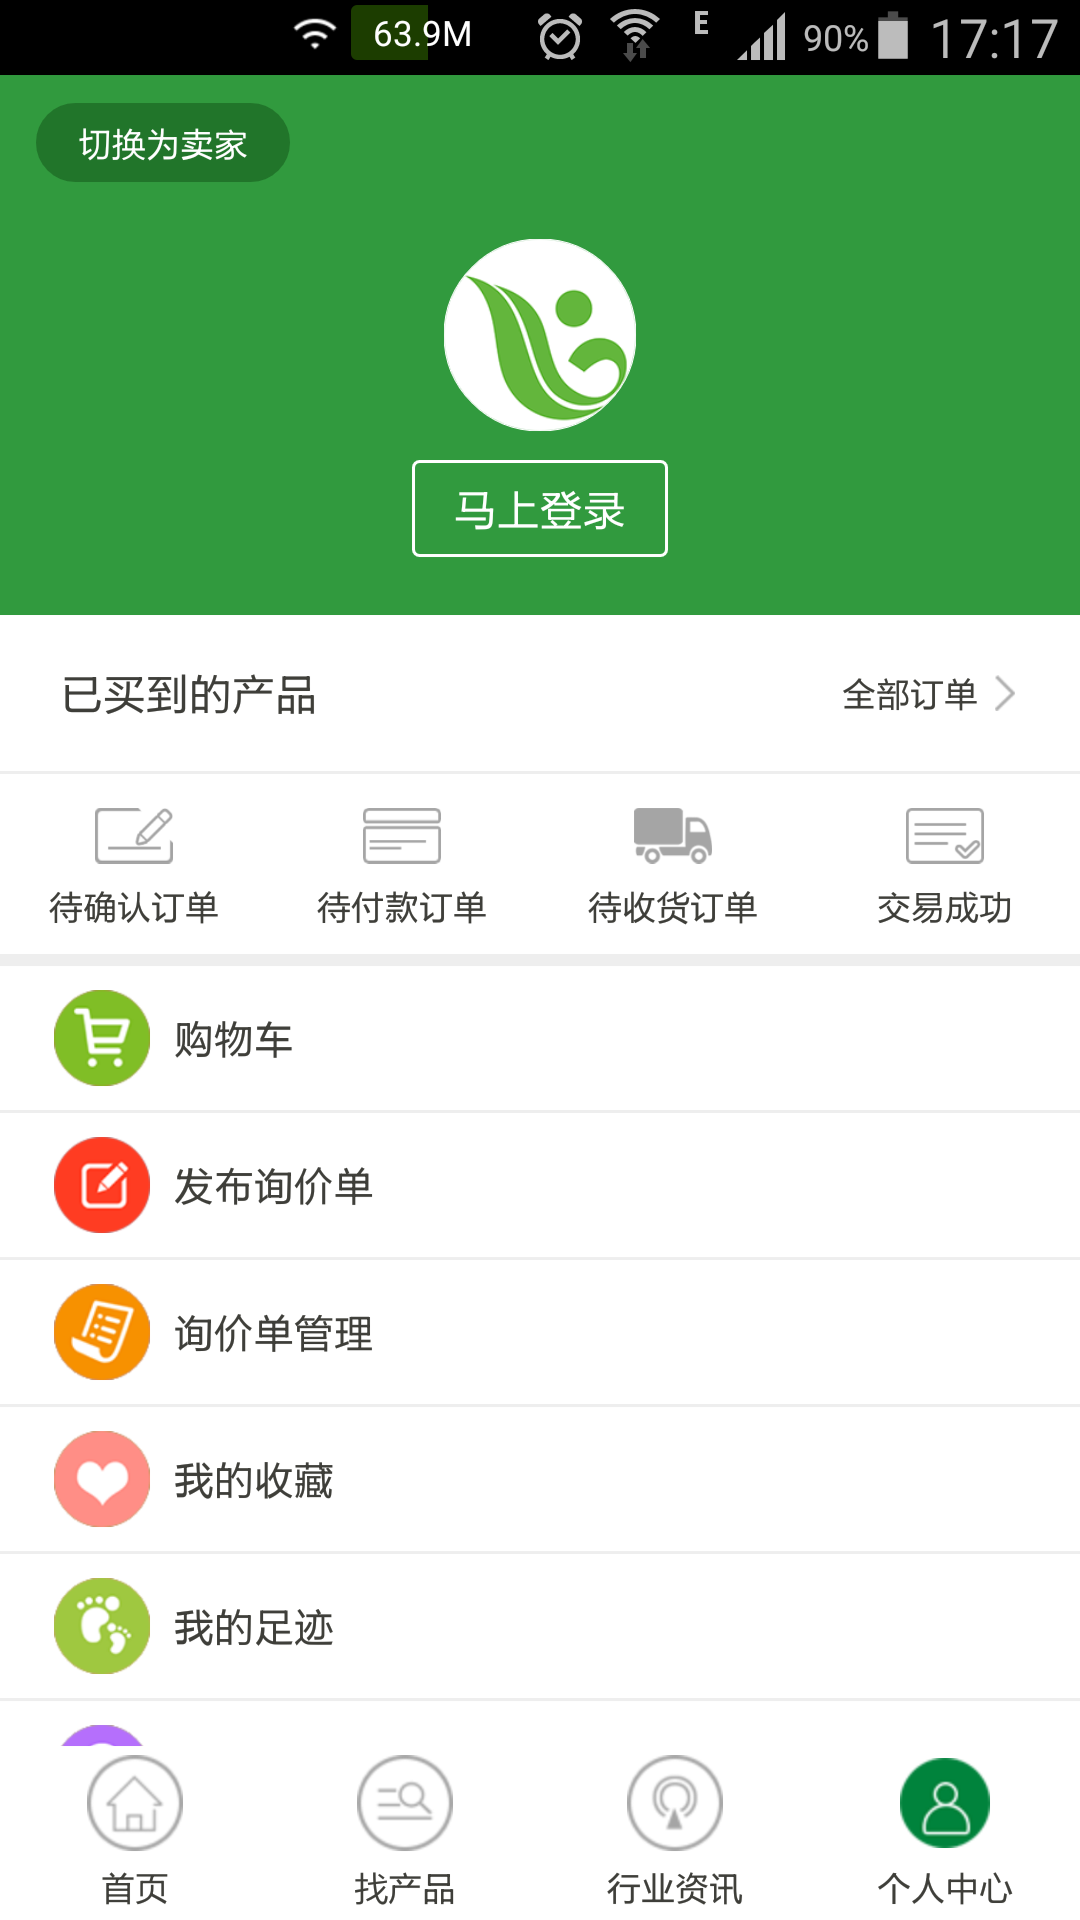 63.9M E 90% 17:17
切换为卖家
马上登录
已买到的产品 全部订单
待确认订单 待付款订单 待收货订单 交易成功
购物车
发布询价单
询价单管理
我的收藏
我的足迹
首页 找产品 行业资讯 个人中心